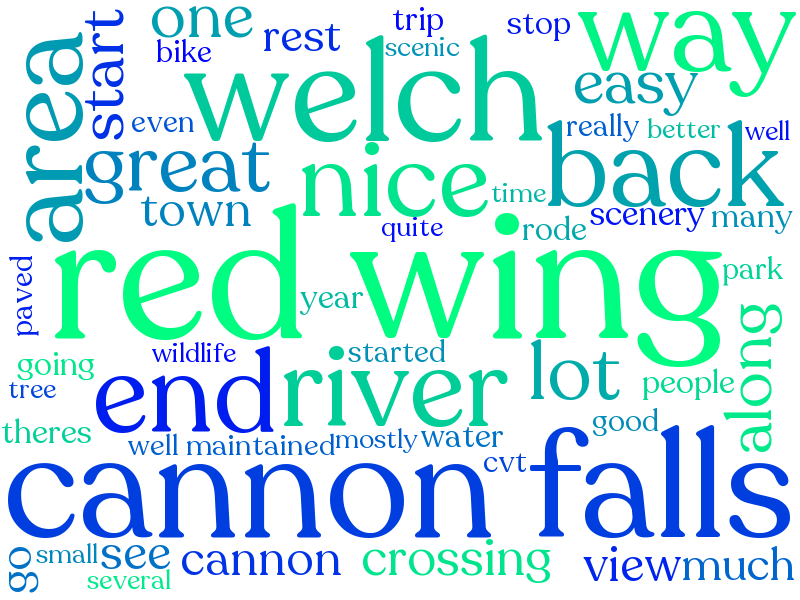 one
trip
stop
way
rest
bike
scenic
area
start
welch
easy
even
really
better
well
great
nice
back
time
town
scenery
many
quite
rode
red wing
park
paved
year
wildlife
started
going
along
tree
end
river
lot
people
theres
good
well maintained
mostly
water
cannon falls
cvt
go
small
see
cannon
crossing
view
much
several